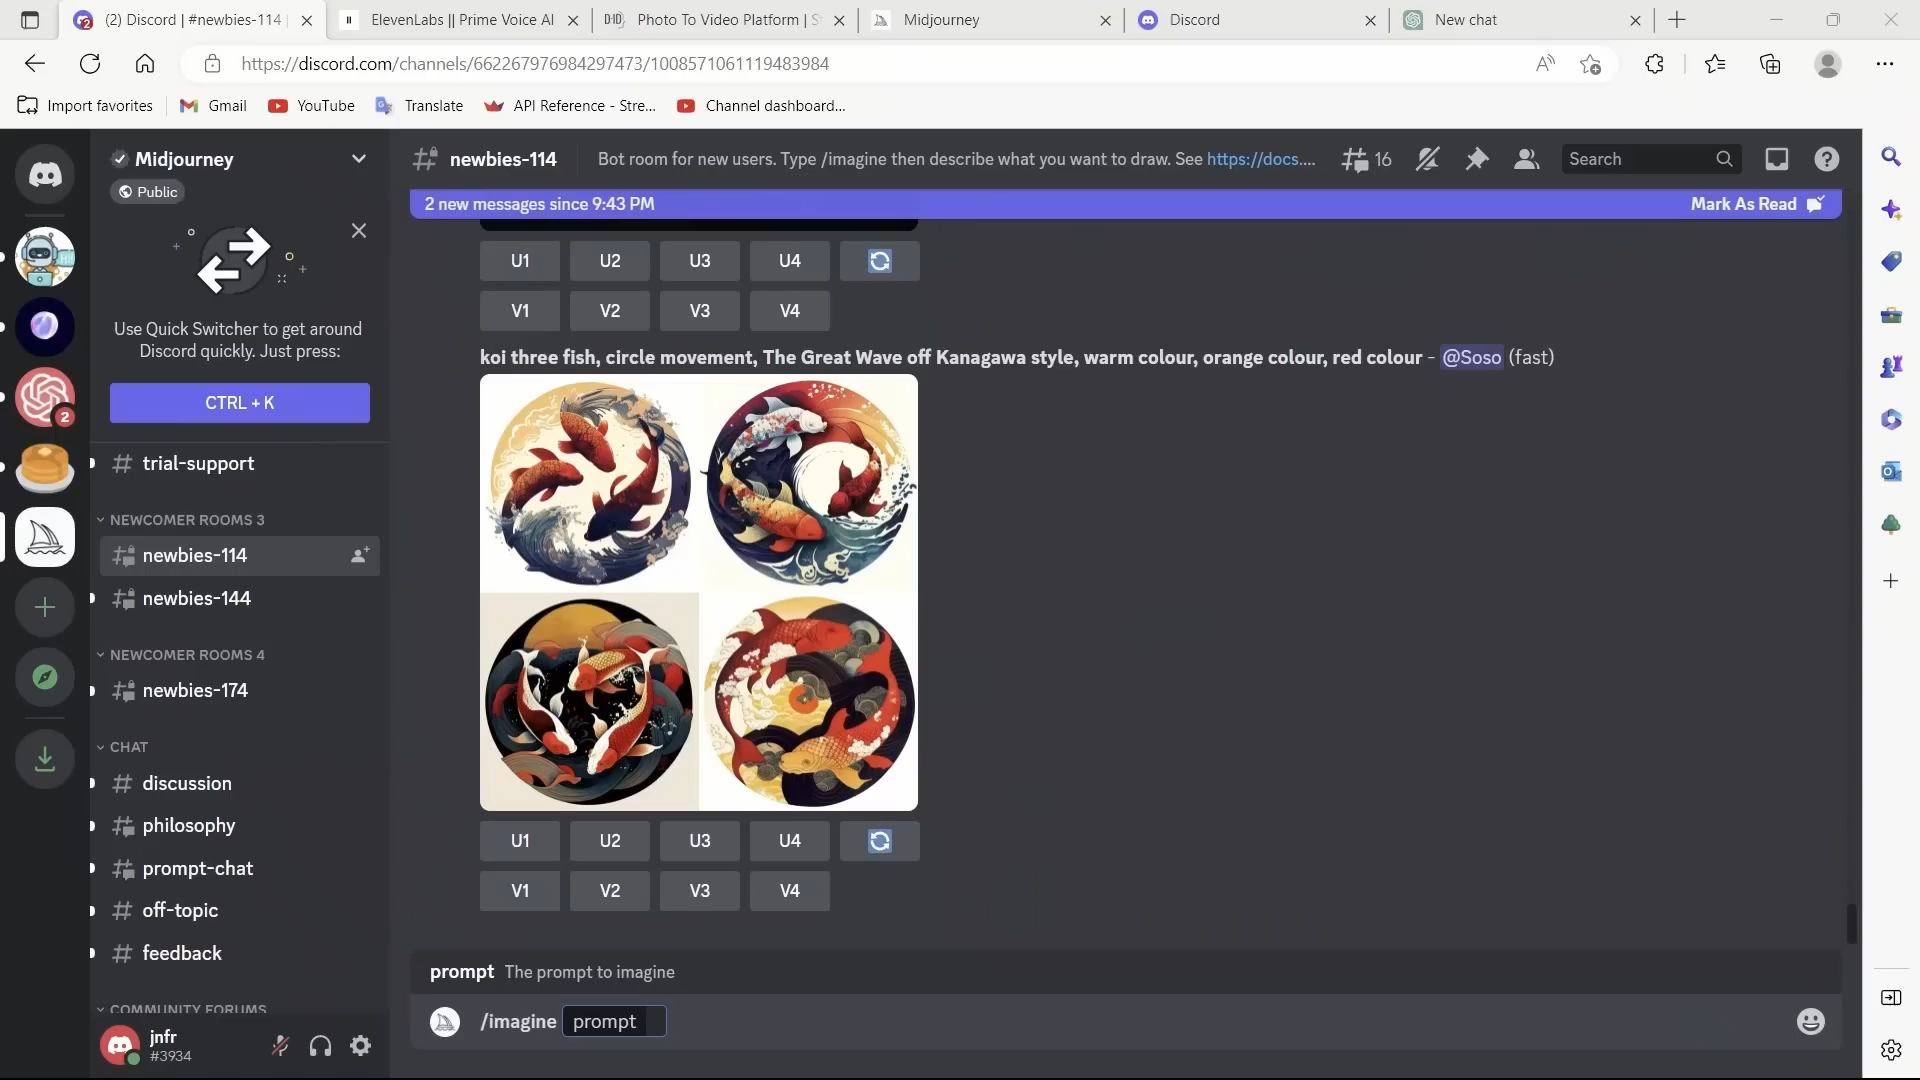 (2) Discord | #newbies-114
ElevenLabs || Prime Voice AI
Photo To Video Platform |
Midjourney
Discord
New chat
https://discord.com/channels/662267976984297473/1008571061119483984
Import favorites
Gmail
YouTube
Translate
API Reference - Stre...
Channel dashboard...
Midjourney
Public
newbies-114
Bot room for new users. Type /imagine then describe what you want to draw. See https://docs....
16
Search
2 new messages since 9:43 PM
Mark As Read
Use Quick Switcher to get around
Discord quickly. Just press:
CTRL + K
2
trial-support
NEWCOMER ROOMS 3
newbies-114
newbies-144
NEWCOMER ROOMS 4
newbies-174
CHAT
discussion
philosophy
prompt-chat
off-topic
feedback
COMMUNITY FORUMS
jnfr
#3934
U1 U2 U3 U4
V1 V2 V3 V4
koi three fish, circle movement, The Great Wave off Kanagawa style, warm colour, orange colour, red colour - @Soso (fast)
U1 U2 U3 U4
V1 V2 V3 V4
prompt The prompt to imagine
/imagine prompt